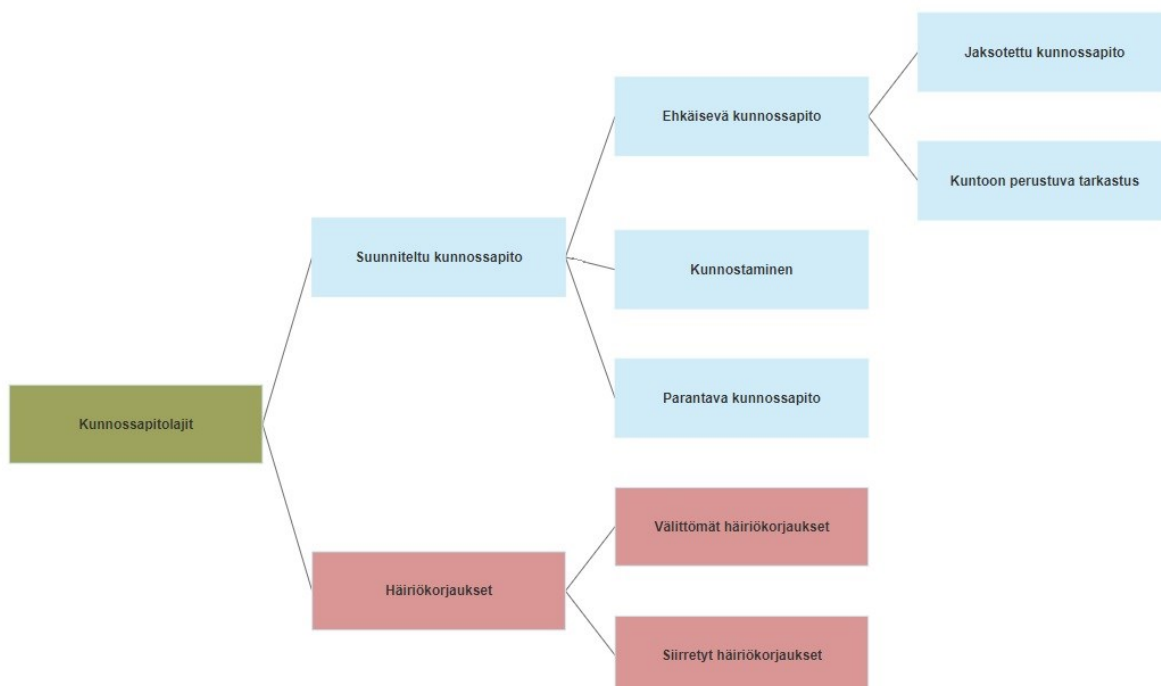 Jaksotettu kunnossapito
Ehkäisevä kunnossapito
Kuntoon perustuva tarkastus
Suunniteltu kunnossapito
Kunnostaminen
Parantava kunnossapito
Kunnossapitolajit
Välittömät häiriökorjaukset
Häiriökorjaukset
Siirretyt häiriökorjaukset